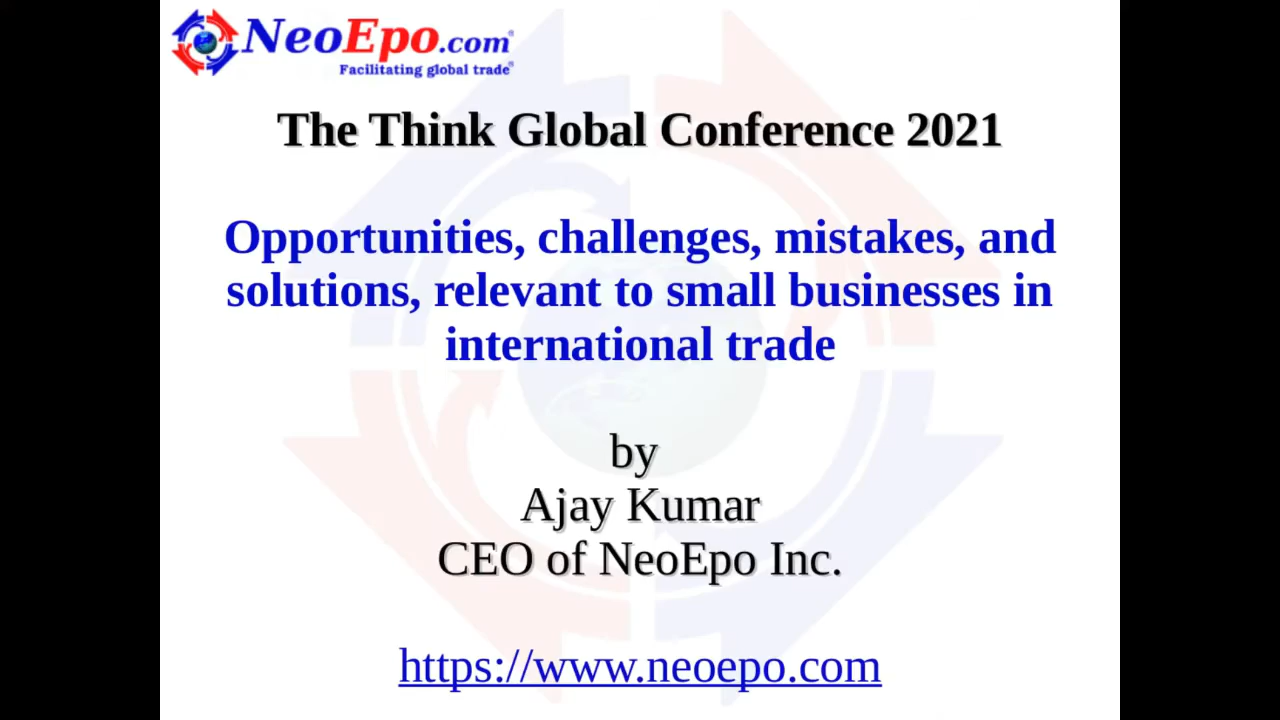 NeoEpo.com®
Facilitating global trade®
The Think Global Conference 2021
Opportunities, challenges, mistakes, and
solutions, relevant to small businesses in
international trade
by
Ajay Kumar
CEO of NeoEpo Inc.
https://www.neoepo.com